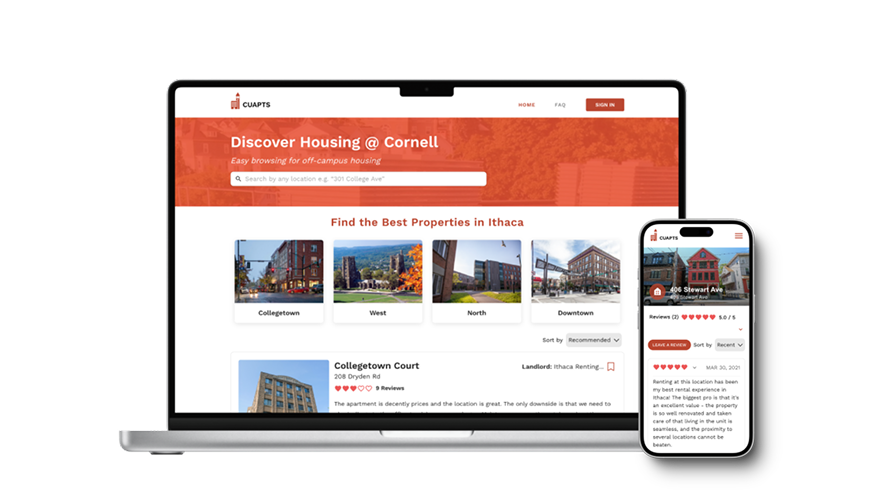 CUAPTS
HOME
FAQ
SIGN IN
Discover Housing @ Cornell
Easy browsing for off-campus housing
Search by any location e.g. "301 College Ave"
Find the Best Properties in Ithaca
Collegetown
West
North
Downtown
Sort by
Recommended
Collegetown Court
Landlord: Ithaca Renting...
208 Dryden Rd
9 Reviews
The apartment is decently prices and the location is great. The only downside is that we need to
CUAPTS
406 Stewart Ave
406 Stewart Ave
Reviews (2)
5.0 / 5
LEAVE A REVIEW
Sort by
Recent
MAR 30, 2021
Renting at this location has been
my best rental experience in
Ithaca! The biggest pro is that it's
an excellent value – the property
is so well renovated and taken
care of that living in the unit is
seamless, and the proximity to
several locations cannot be
beaten.